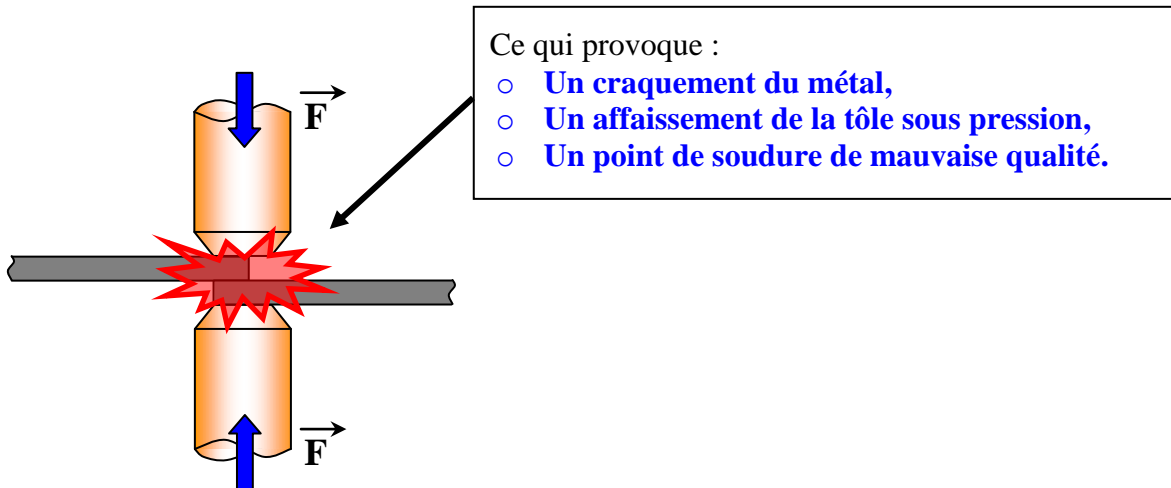 Ce qui provoque :
o Un craquement du métal,
o Un affaissement de la tôle sous pression,
o Un point de soudure de mauvaise qualité.
F
F